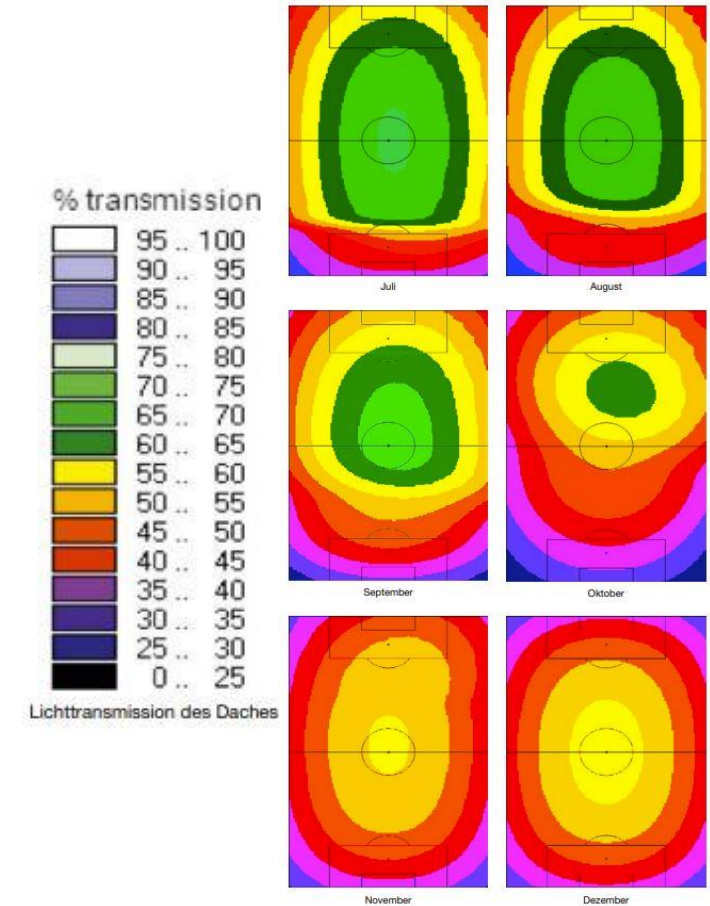 % transmission
95 .. 100
90 .. 95
85 .. 90
80 .. 85
75 .. 80
70 .. 75
65 .. 70
60 .. 65
55 .. 60
50 .. 55
45 .. 50
40 .. 45
35 .. 40
30 .. 35
25 .. 30
0 .. 25
Lichttransmission des Daches
Juli
August
September
Oktober
November
Dezember